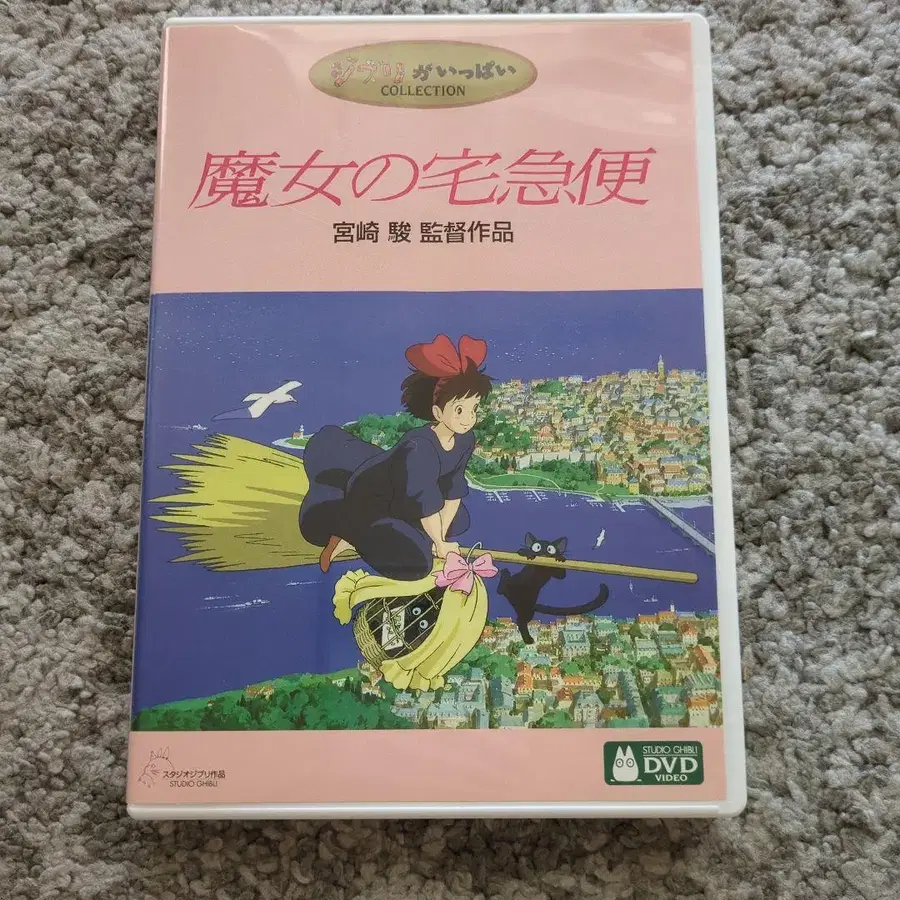 ジブリがいっぱい
COLLECTION
魔女の宅急便
宮崎 駿 監督作品
スタジオジブリ作品
STUDIO GHIBLI
STUDIO GHIBLI
DVD
VIDEO